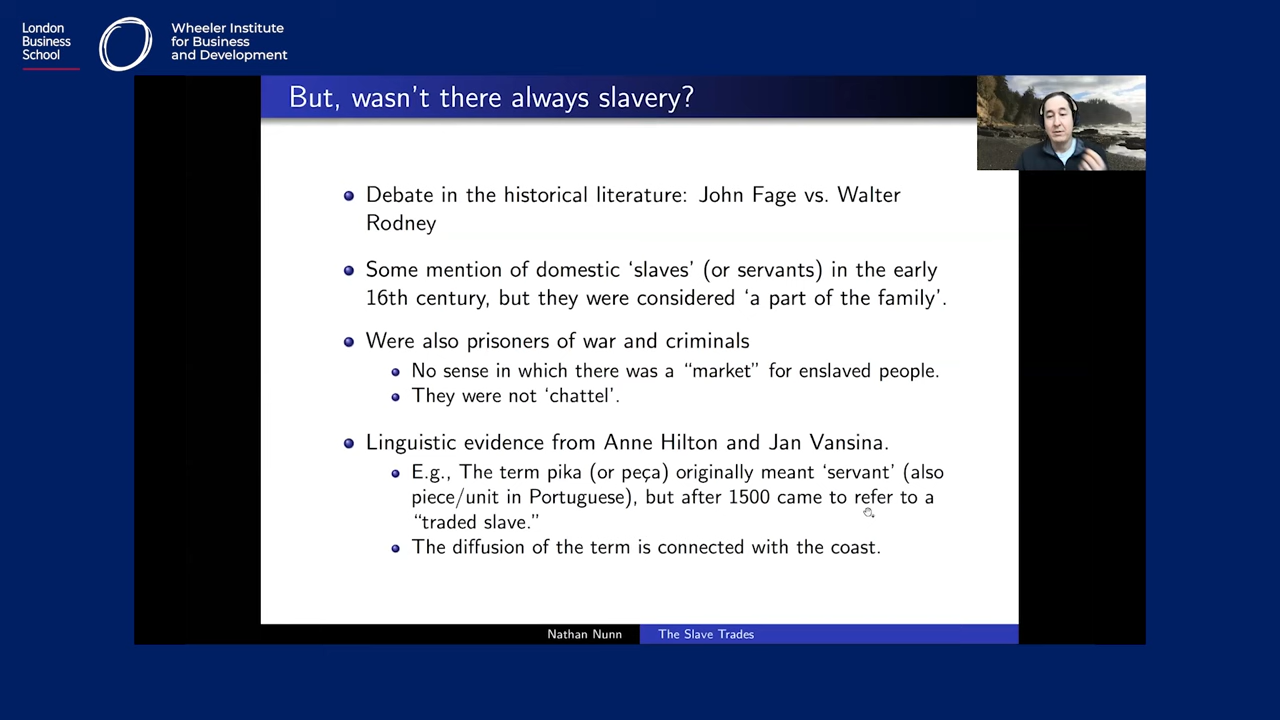 London
Business
School
Wheeler Institute
for Business
and Development
But, wasn't there always slavery?
Debate in the historical literature: John Fage vs. Walter
Rodney
Some mention of domestic ‘slaves’ (or servants) in the early
16th century, but they were considered ‘a part of the family’.
Were also prisoners of war and criminals
No sense in which there was a “market” for enslaved people.
They were not ‘chattel’.
Linguistic evidence from Anne Hilton and Jan Vansina.
E.g., The term pika (or peça) originally meant ‘servant’ (also
piece/unit in Portuguese), but after 1500 came to refer to a
“traded slave.”
The diffusion of the term is connected with the coast.
Nathan Nunn The Slave Trades